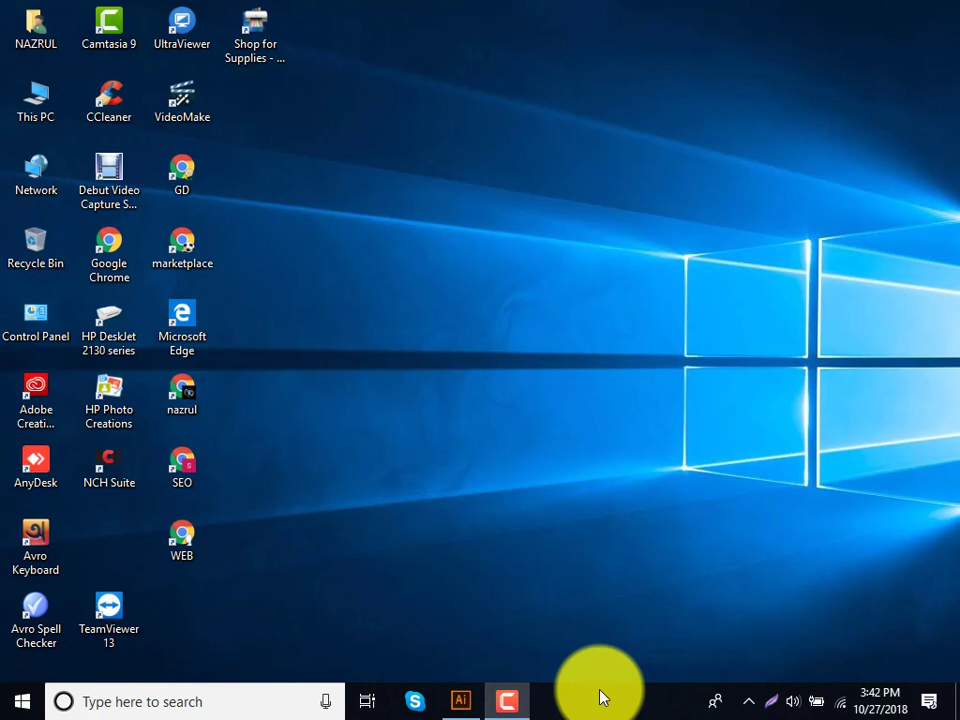 NAZRUL
Camtasia 9
UltraViewer
Shop for
Supplies - ...
This PC
CCleaner
VideoMake
Network
Debut Video
Capture S...
GD
Recycle Bin
Google
Chrome
marketplace
Control Panel
HP DeskJet
2130 series
Microsoft
Edge
Adobe
Creati...
HP Photo
Creations
nazrul
AnyDesk
NCH Suite
SEO
Avro
Keyboard
WEB
Avro Spell
Checker
TeamViewer
13
Type here to search
Ai
3:42 PM
10/27/2018